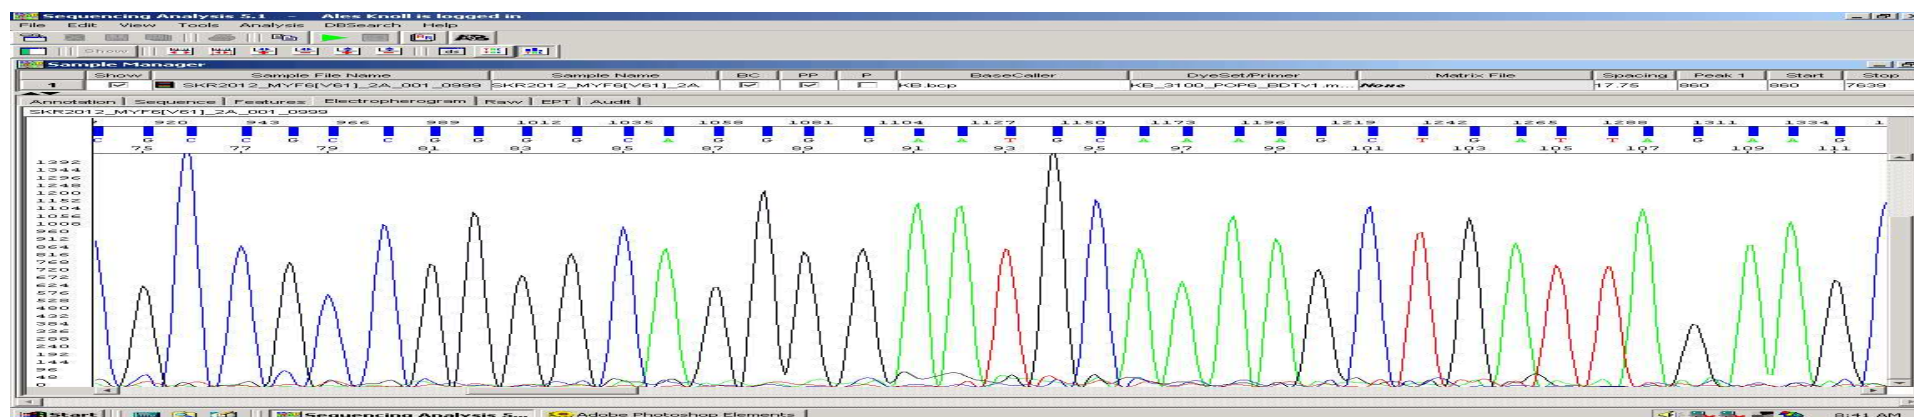 Sequencing Analysis 5.1 - Ales Knoll is logged in
File Edit View Tools Analysis DBSearch Help
Show
Sample Manager
Show Sample File Name Sample Name BC PP P BaseCaller DyeSet/Primer Matrix File Spacing Peak 1 Start Stop
1 SKR2012_MYF6[V61]_2A_001_0999 SKR2012_MYF6[V61]_2A KB.bcp KB_3100_POP6_BDTv1.m... None 17.75 860 860 7639
Annotation Sequence Features Electropherogram Raw EPT Audit
SKR2012_MYF6[V61]_2A_001_0999
920 943 966 989 1012 1035 1058 1081 1104 1127 1150 1173 1196 1219 1242 1265 1288 1311 1334 1
C G C C G C C G G G G C A G G G G A A T G C A A A A G C T G A T T A G A A G
75 77 79 81 83 85 87 89 91 93 95 97 99 101 103 105 107 109 111
1392
1344
1296
1248
1200
1152
1104
1056
1008
960
912
864
816
768
720
672
624
576
528
480
432
384
336
288
240
192
144
96
48
0
Start Sequencing Analysis 5... Adobe Photoshop Elements 8:41 AM